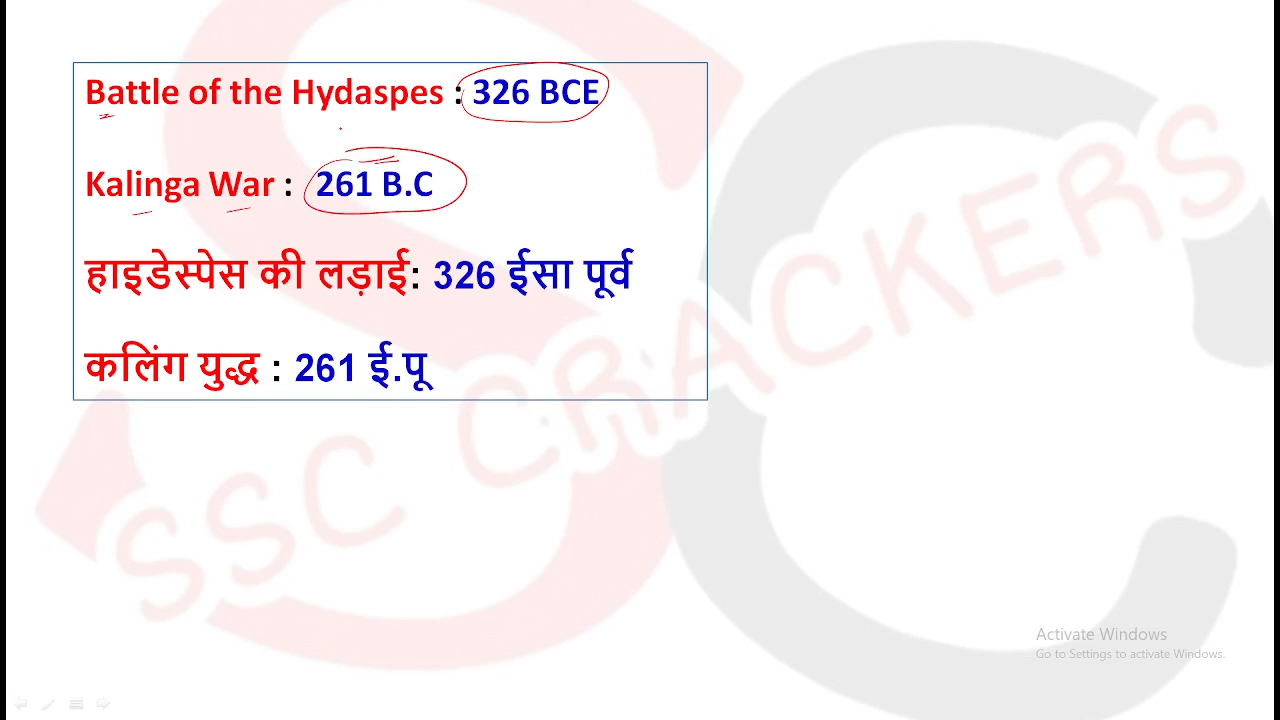 Battle of the Hydaspes : 326 BCE
Kalinga War : 261 B.C
हाइडेस्पेस की लड़ाई: 326 ईसा पूर्व
कलिंग युद्ध : 261 ई.पू
SSC CRACKERS
Activate Windows
Go to Settings to activate Windows.